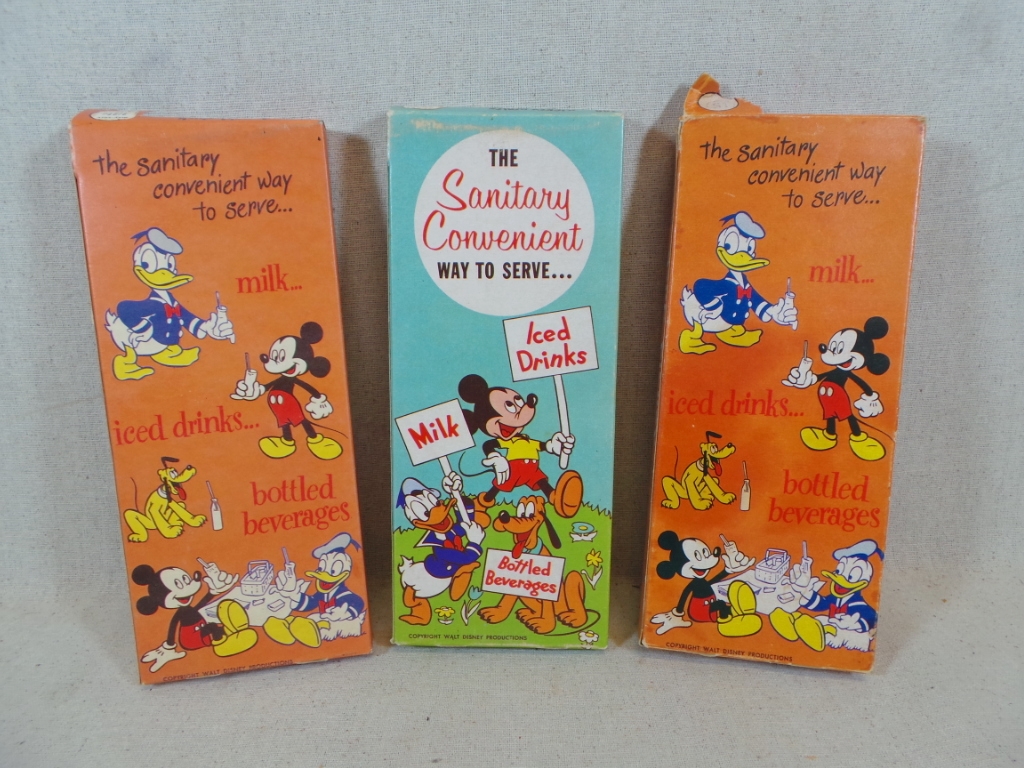 the sanitary
convenient way
to serve...
milk...
iced drinks...
bottled
beverages
COPYRIGHT WALT DISNEY PRODUCTIONS
THE
Sanitary
Convenient
WAY TO SERVE...
Iced
Drinks
Milk
Bottled
Beverages
COPYRIGHT WALT DISNEY PRODUCTIONS
the sanitary
convenient way
to serve...
milk...
iced drinks...
bottled
beverages
COPYRIGHT WALT DISNEY PRODUCTIONS